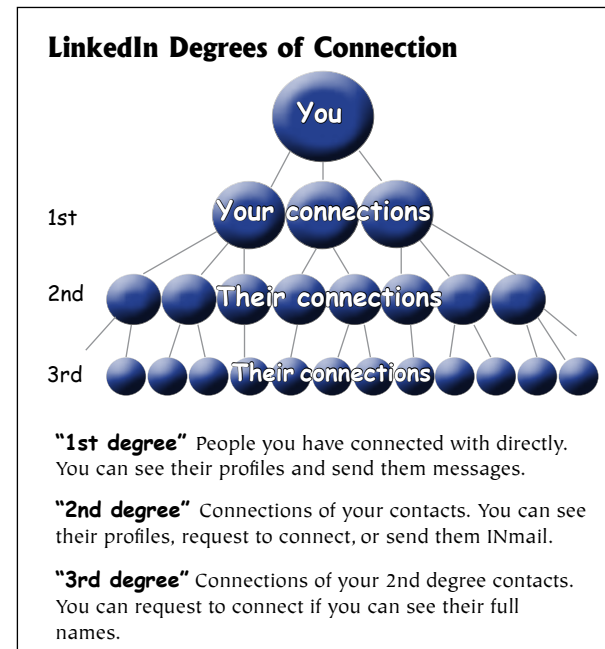 LinkedIn Degrees of Connection
You
1st
Your connections
2nd
Their connections
3rd
Their connections
“1st degree” People you have connected with directly.
You can see their profiles and send them messages.
“2nd degree” Connections of your contacts. You can see
their profiles, request to connect, or send them INmail.
“3rd degree” Connections of your 2nd degree contacts.
You can request to connect if you can see their full
names.